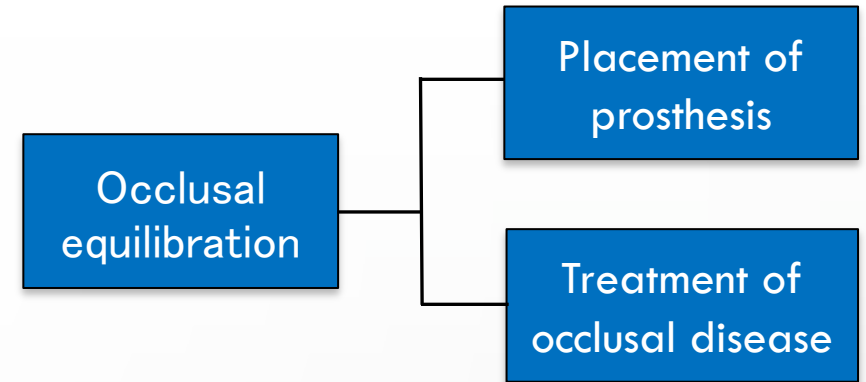 Placement of
prosthesis
Occlusal
equilibration
Treatment of
occlusal disease